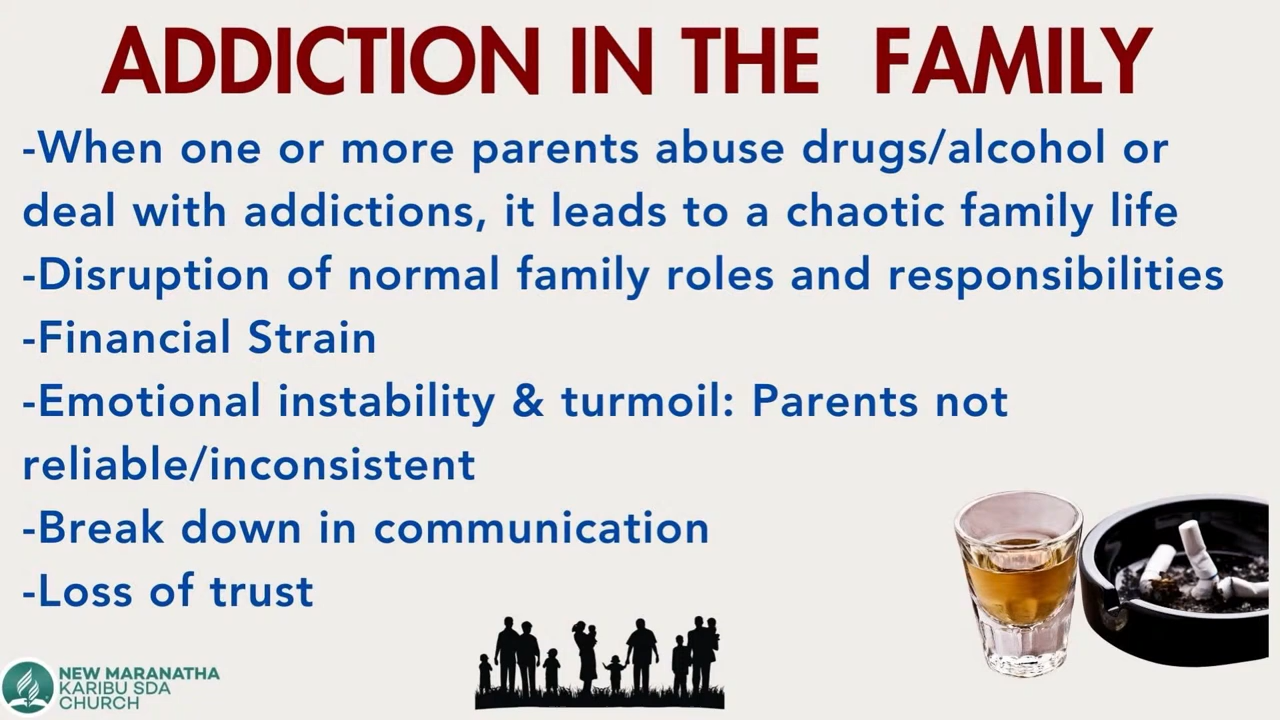 ADDICTION IN THE FAMILY
-When one or more parents abuse drugs/alcohol or
deal with addictions, it leads to a chaotic family life
-Disruption of normal family roles and responsibilities
-Financial Strain
-Emotional instability & turmoil: Parents not
reliable/inconsistent
-Break down in communication
-Loss of trust
NEW MARANATHA
KARIBU SDA
CHURCH